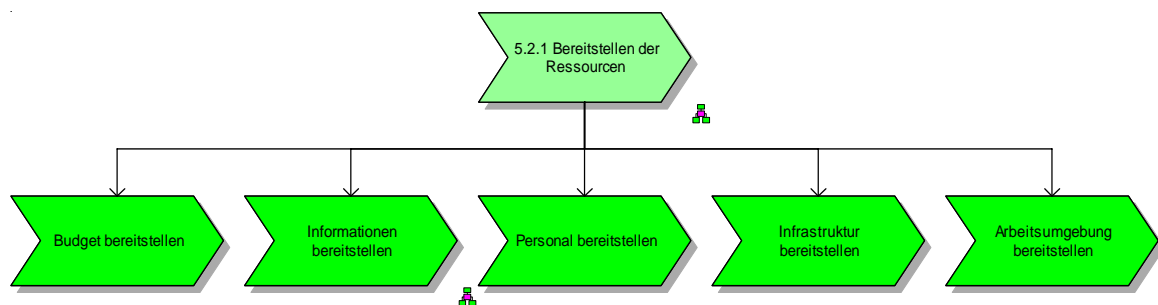 5.2.1 Bereitstellen der
Ressourcen
Budget bereitstellen
Informationen
bereitstellen
Personal bereitstellen
Infrastruktur
bereitstellen
Arbeitsumgebung
bereitstellen